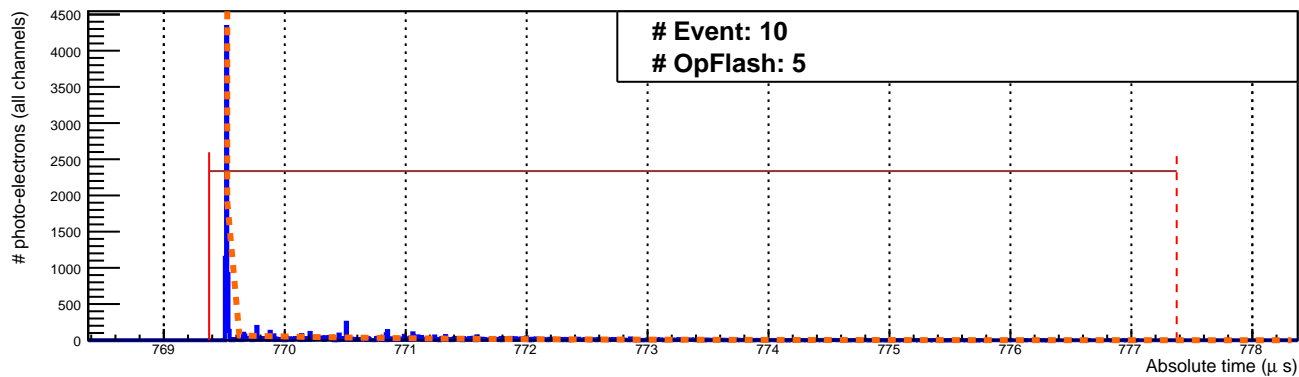 # Event: 10
# OpFlash: 5
# photo-electrons (all channels)
4500
4000
3500
3000
2500
2000
1500
1000
500
0
769 770 771 772 773 774 775 776 777 778
Absolute time (μ s)